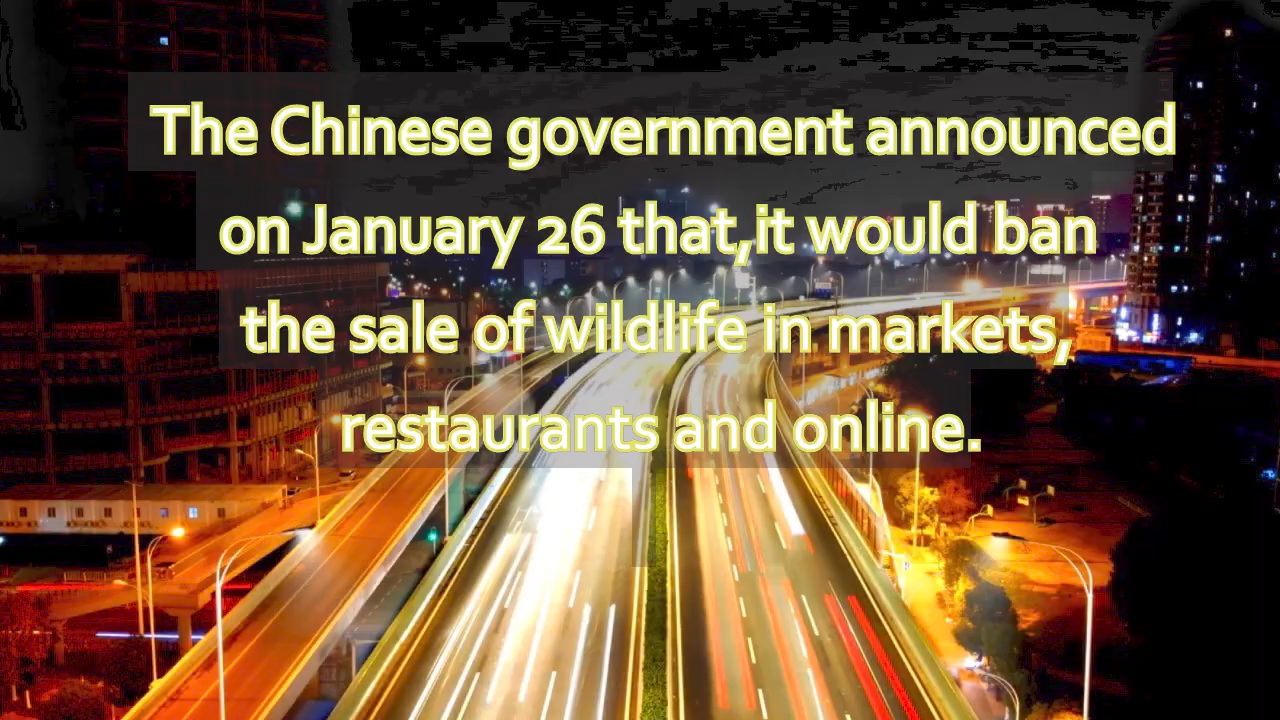 The Chinese government announced
on January 26 that,it would ban
the sale of wildlife in markets,
restaurants and online.